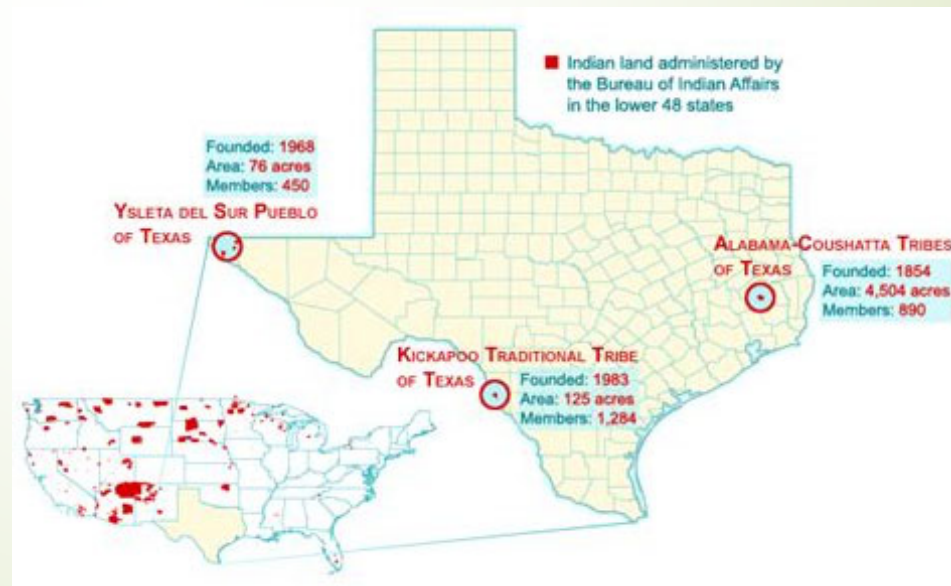 Indian land administered by
the Bureau of Indian Affairs
in the lower 48 states
Founded: 1968
Area: 76 acres
Members: 450
YSLETA DEL SUR PUEBLO
OF TEXAS
ALABAMA-COUSHATTA TRIBES
OF TEXAS
Founded: 1854
Area: 4,504 acres
Members: 890
KICKAPOO TRADITIONAL TRIBE
OF TEXAS
Founded: 1983
Area: 125 acres
Members: 1,284